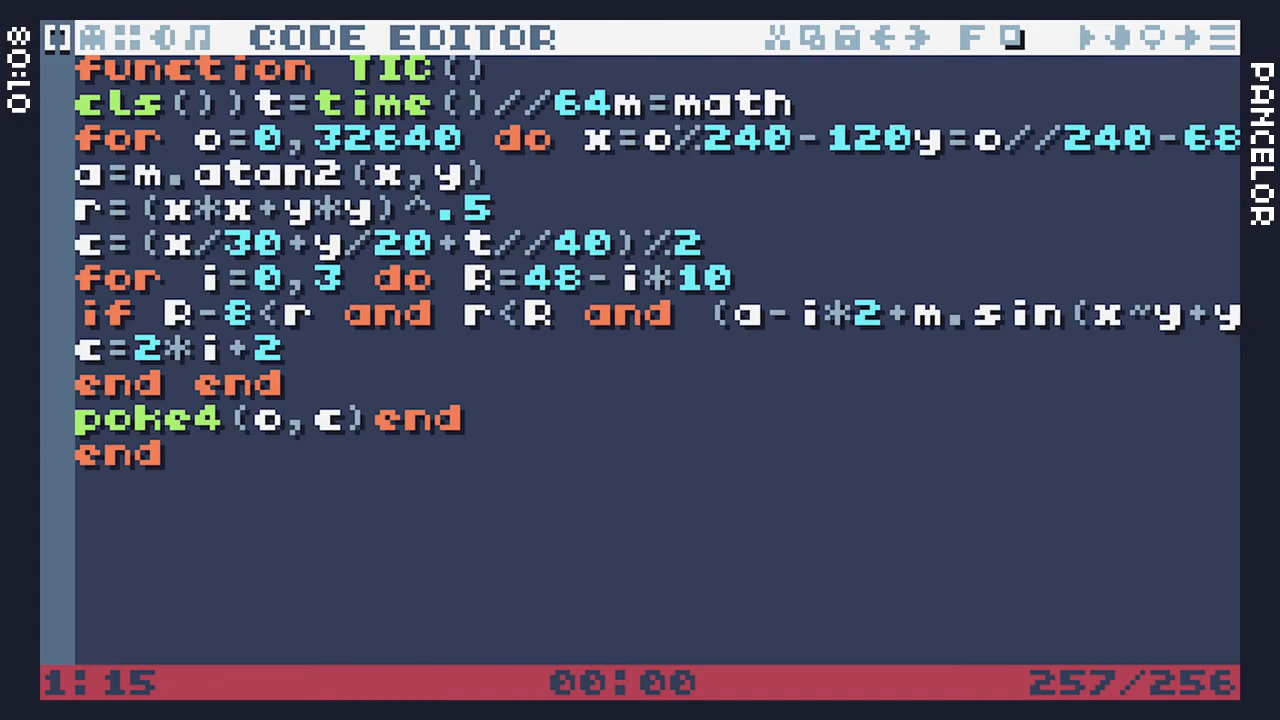 01:08
CODE EDITOR
F
function TIC()
cls())t=time()//64m=math
for o=0,32640 do x=o%240-120y=o//240-68
a=m.atan2(x,y)
r=(x*x+y*y)^.5
c=(x/30+y/20+t//40)%2
for i=0,3 do R=48-i*10
if R-8<r and r<R and (a-i*2+m.sin(x~y+y
c=2*i+2
end end
poke4(o,c)end
end
1:15 00:00 257/256
PANCELOR